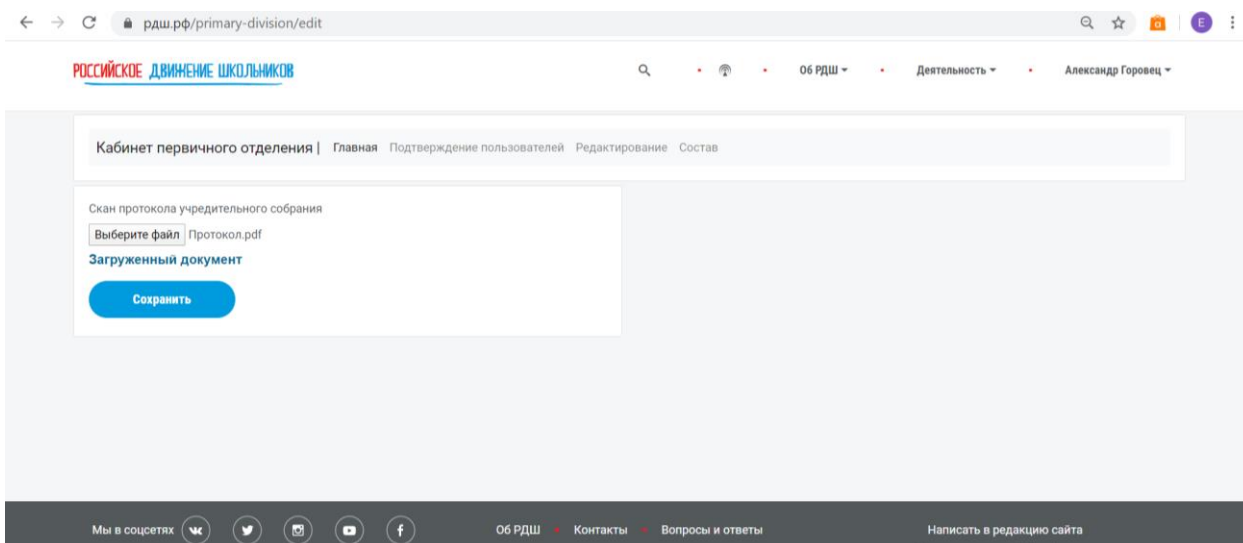 рдш.рф/primary-division/edit
E
РОССИЙСКОЕ ДВИЖЕНИЕ ШКОЛЬНИКОВ
Об РДШ
Деятельность
Александр Горовец
Кабинет первичного отделения | Главная Подтверждение пользователей Редактирование Состав
Скан протокола учредительного собрания
Выберите файл Протокол.pdf
Загруженный документ
Сохранить
Мы в соцсетях
Об РДШ
Контакты
Вопросы и ответы
Написать в редакцию сайта